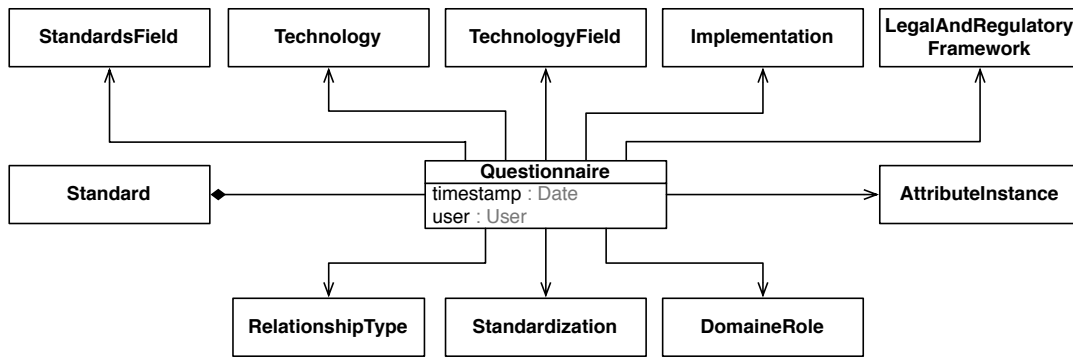 StandardsField
Technology
TechnologyField
Implementation
LegalAndRegulatory
Framework
Standard
Questionnaire
timestamp : Date
user : User
AttributeInstance
RelationshipType
Standardization
DomaineRole